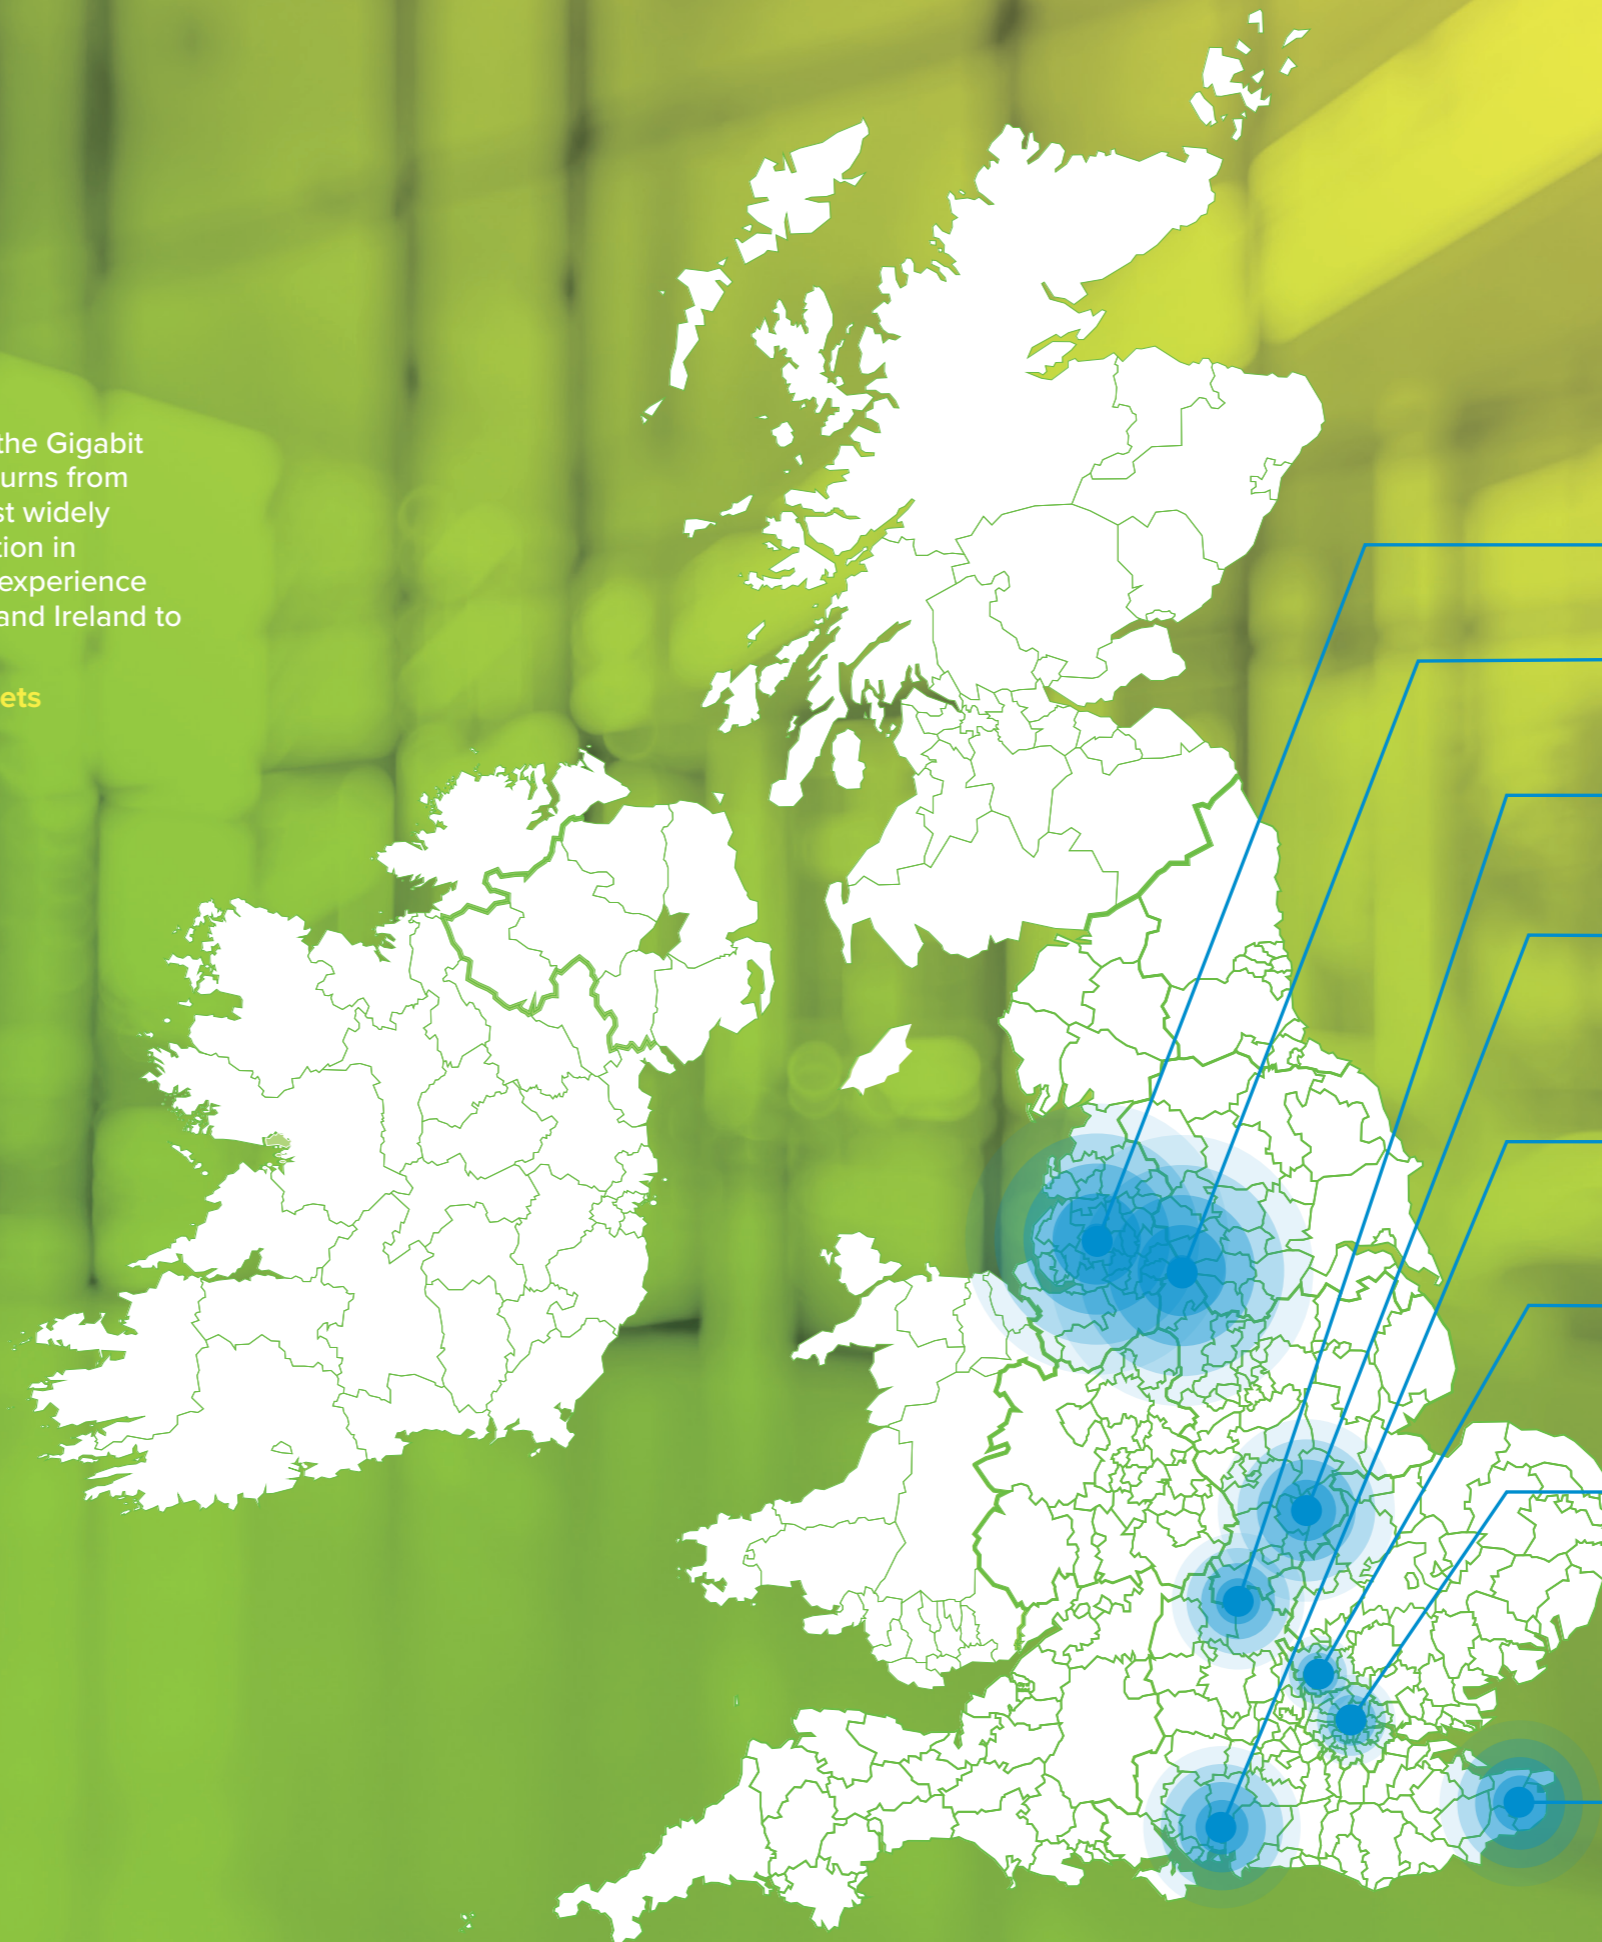 the Gigabit
urns from
st widely
tion in
experience
and Ireland to
ets